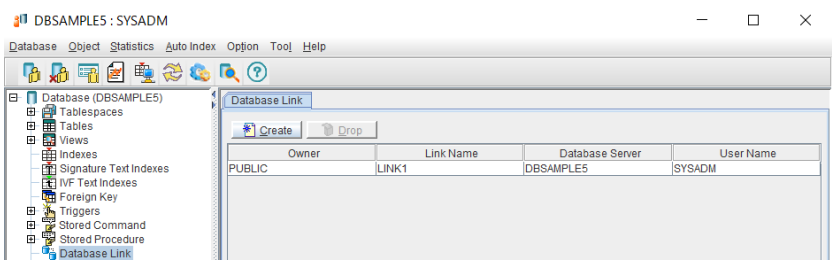 DBSAMPLE5 : SYSADM
Database Object Statistics Auto Index Option Tool Help
Database (DBSAMPLE5)
Tablespaces
Tables
Views
Indexes
Signature Text Indexes
IVF Text Indexes
Foreign Key
Triggers
Stored Command
Stored Procedure
Database Link
Database Link
Create Drop
Owner Link Name Database Server User Name
PUBLIC LINK1 DBSAMPLE5 SYSADM